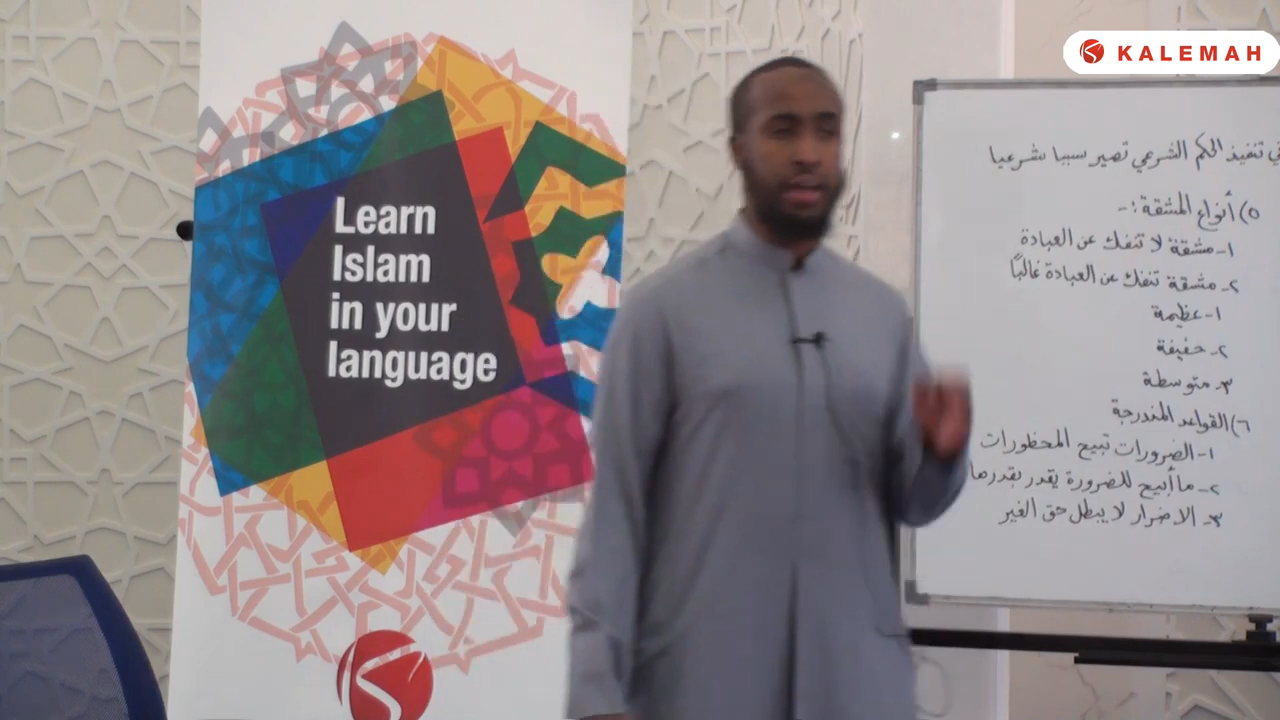 KALEMAH
Learn
Islam
in your
language
تنفيذ الحكم الشرعي تصير سببا شرعيا
٥) أنواع المشقة :-
١- مشقة لا تنفك عن العبادة
٢- مشقة تنفك عن العبادة غالبًا
١- عظيمة
٢- خفيفة
٣- متوسطة
٦) القواعد المندرجة
١- الضرورات تبيح المحظورات
٢- ما أبيح للضرورة يقدر بقدرها
٣- الاضرار لا يبطل حق الغير